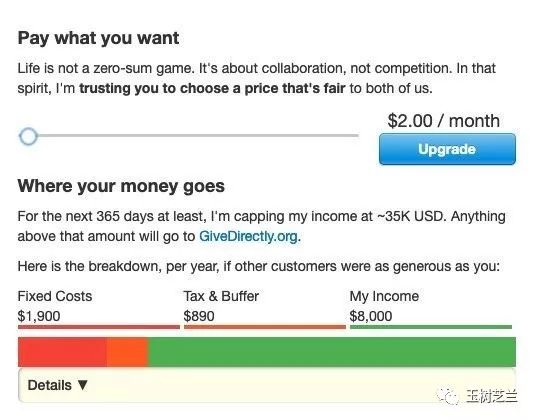 Pay what you want
Life is not a zero-sum game. It's about collaboration, not competition. In that
spirit, I'm trusting you to choose a price that's fair to both of us.
$2.00 / month
Upgrade
Where your money goes
For the next 365 days at least, I'm capping my income at ~35K USD. Anything
above that amount will go to GiveDirectly.org.
Here is the breakdown, per year, if other customers were as generous as you:
Fixed Costs Tax & Buffer My Income
$1,900 $890 $8,000
Details ▼
玉树芝兰